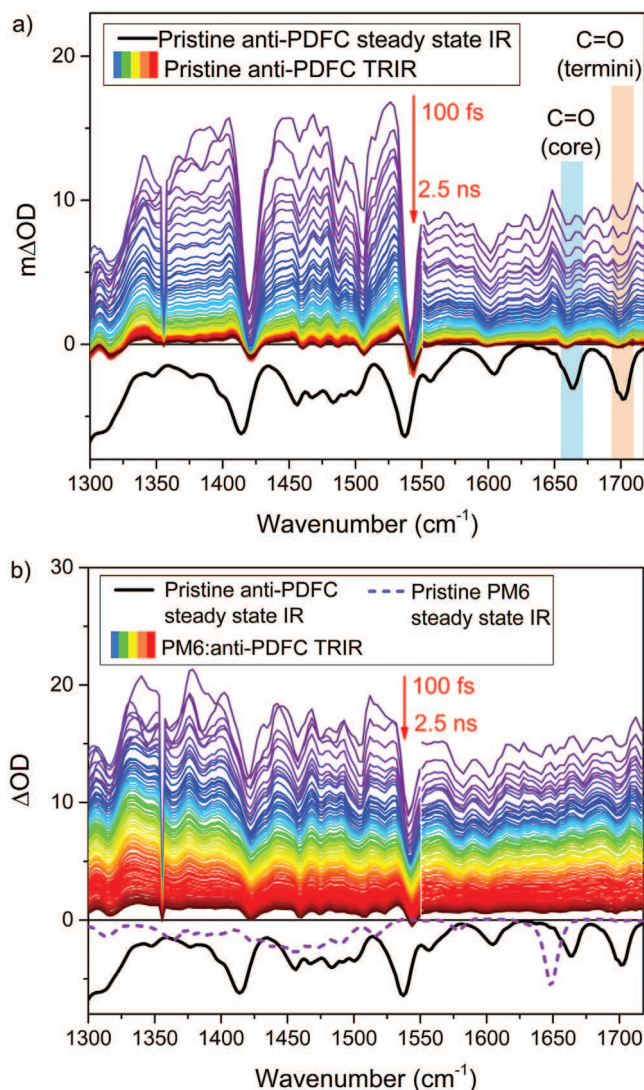 a)
Pristine anti-PDFC steady state IR
Pristine anti-PDFC TRIR
C=O
(termini)
C=O
(core)
100 fs
2.5 ns
20
10
0
mΔOD
1300 1350 1400 1450 1500 1550 1600 1650 1700
Wavenumber (cm⁻¹)
b)
30
Pristine anti-PDFC
steady state IR
Pristine PM6
steady state IR
PM6:anti-PDFC TRIR
100 fs
2.5 ns
20
10
0
ΔOD
1300 1350 1400 1450 1500 1550 1600 1650 1700
Wavenumber (cm⁻¹)